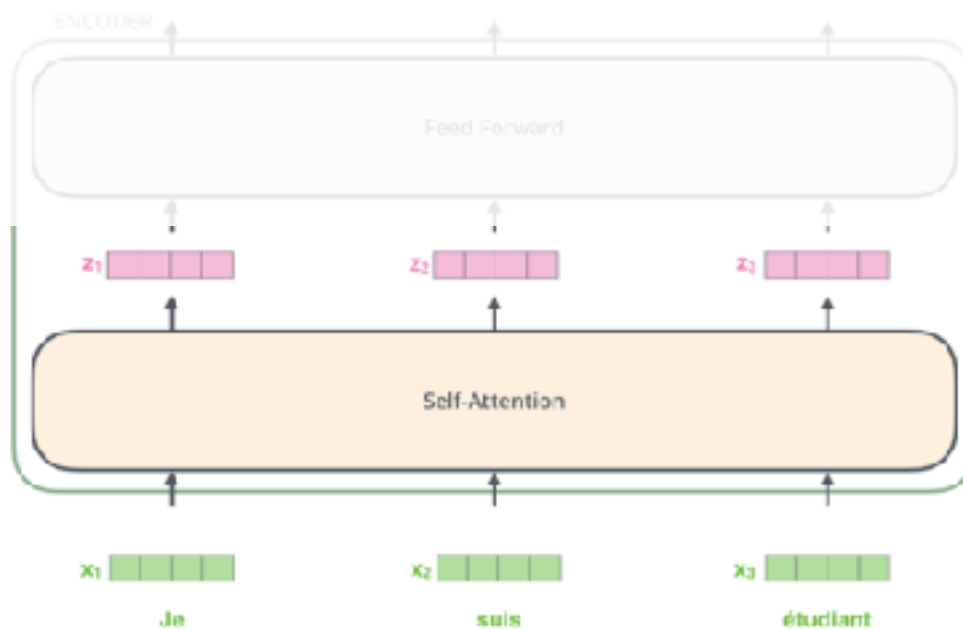 ENCODER
Feed Forward
z₁ z₂ z₃
Self-Attention
x₁ x₂ x₃
Je suis étudiant